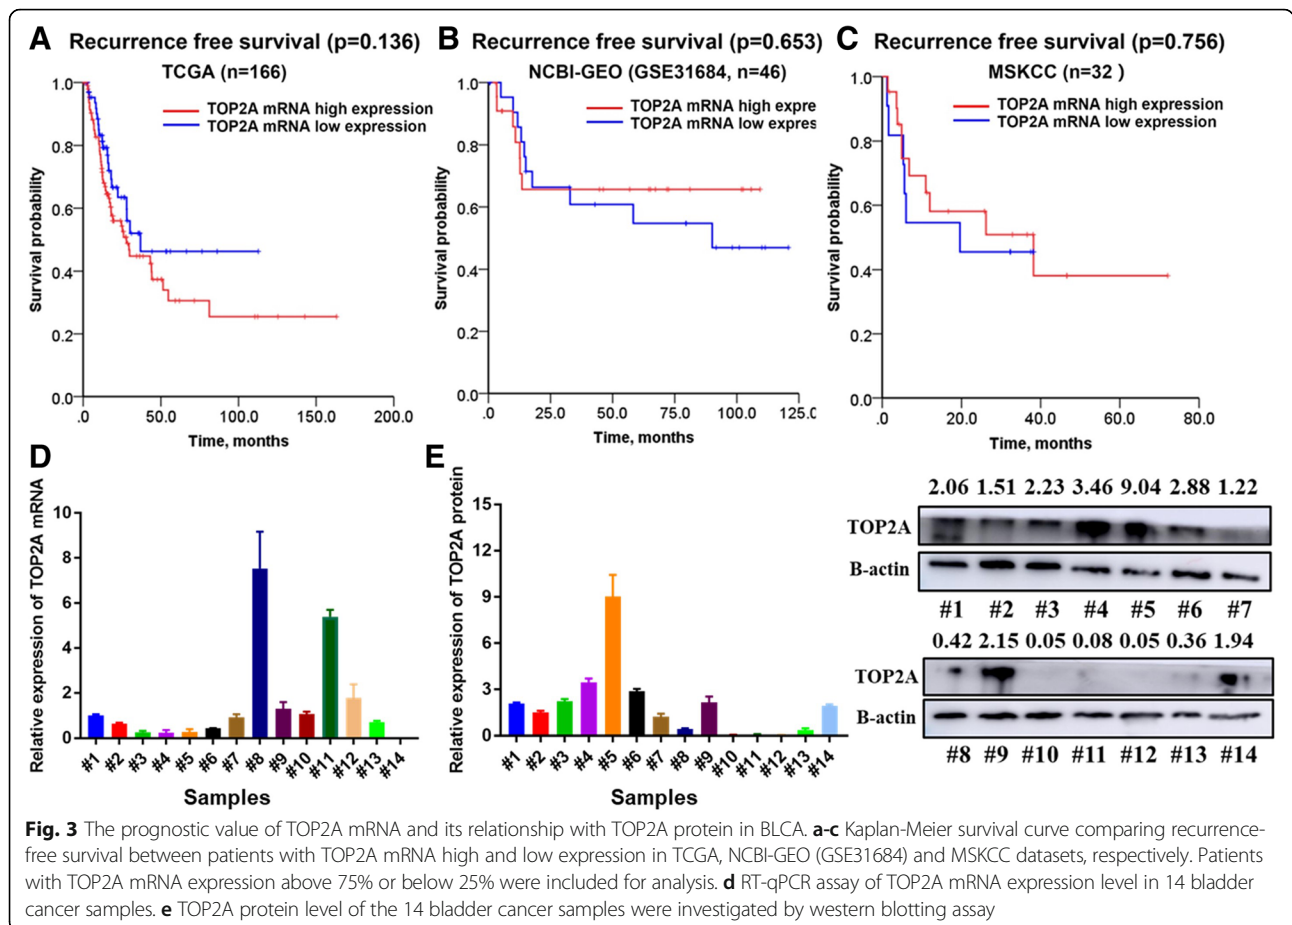 A Recurrence free survival (p=0.136)
TCGA (n=166)
TOP2A mRNA high expression
TOP2A mRNA low expression
Survival probability
1.0
0.8
0.6
0.4
0.2
0.0
.0 50.0 100.0 150.0 200.0
Time, months
B Recurrence free survival (p=0.653)
NCBI-GEO (GSE31684, n=46)
TOP2A mRNA high expre
TOP2A mRNA low expres
Survival probability
1.0
0.8
0.6
0.4
0.2
0.0
.0 25.0 50.0 75.0 100.0 125.0
Time, months
C Recurrence free survival (p=0.756)
MSKCC (n=32 )
TOP2A mRNA high expression
TOP2A mRNA low expression
Survival probability
1.0
0.8
0.6
0.4
0.2
0.0
.0 20.0 40.0 60.0 80.0
Time, months
D
Relative expression of TOP2A mRNA
10
8
6
4
2
0
#1 #2 #3 #4 #5 #6 #7 #8 #9 #10 #11 #12 #13 #14
Samples
E
Relative expression of TOP2A protein
15
12
9
6
3
0
#1 #2 #3 #4 #5 #6 #7 #8 #9 #10 #11 #12 #13 #14
Samples
2.06 1.51 2.23 3.46 9.04 2.88 1.22
TOP2A
B-actin
#1 #2 #3 #4 #5 #6 #7
0.42 2.15 0.05 0.08 0.05 0.36 1.94
TOP2A
B-actin
#8 #9 #10 #11 #12 #13 #14
Fig. 3 The prognostic value of TOP2A mRNA and its relationship with TOP2A protein in BLCA. a-c Kaplan-Meier survival curve comparing recurrence-
free survival between patients with TOP2A mRNA high and low expression in TCGA, NCBI-GEO (GSE31684) and MSKCC datasets, respectively. Patients
with TOP2A mRNA expression above 75% or below 25% were included for analysis. d RT-qPCR assay of TOP2A mRNA expression level in 14 bladder
cancer samples. e TOP2A protein level of the 14 bladder cancer samples were investigated by western blotting assay